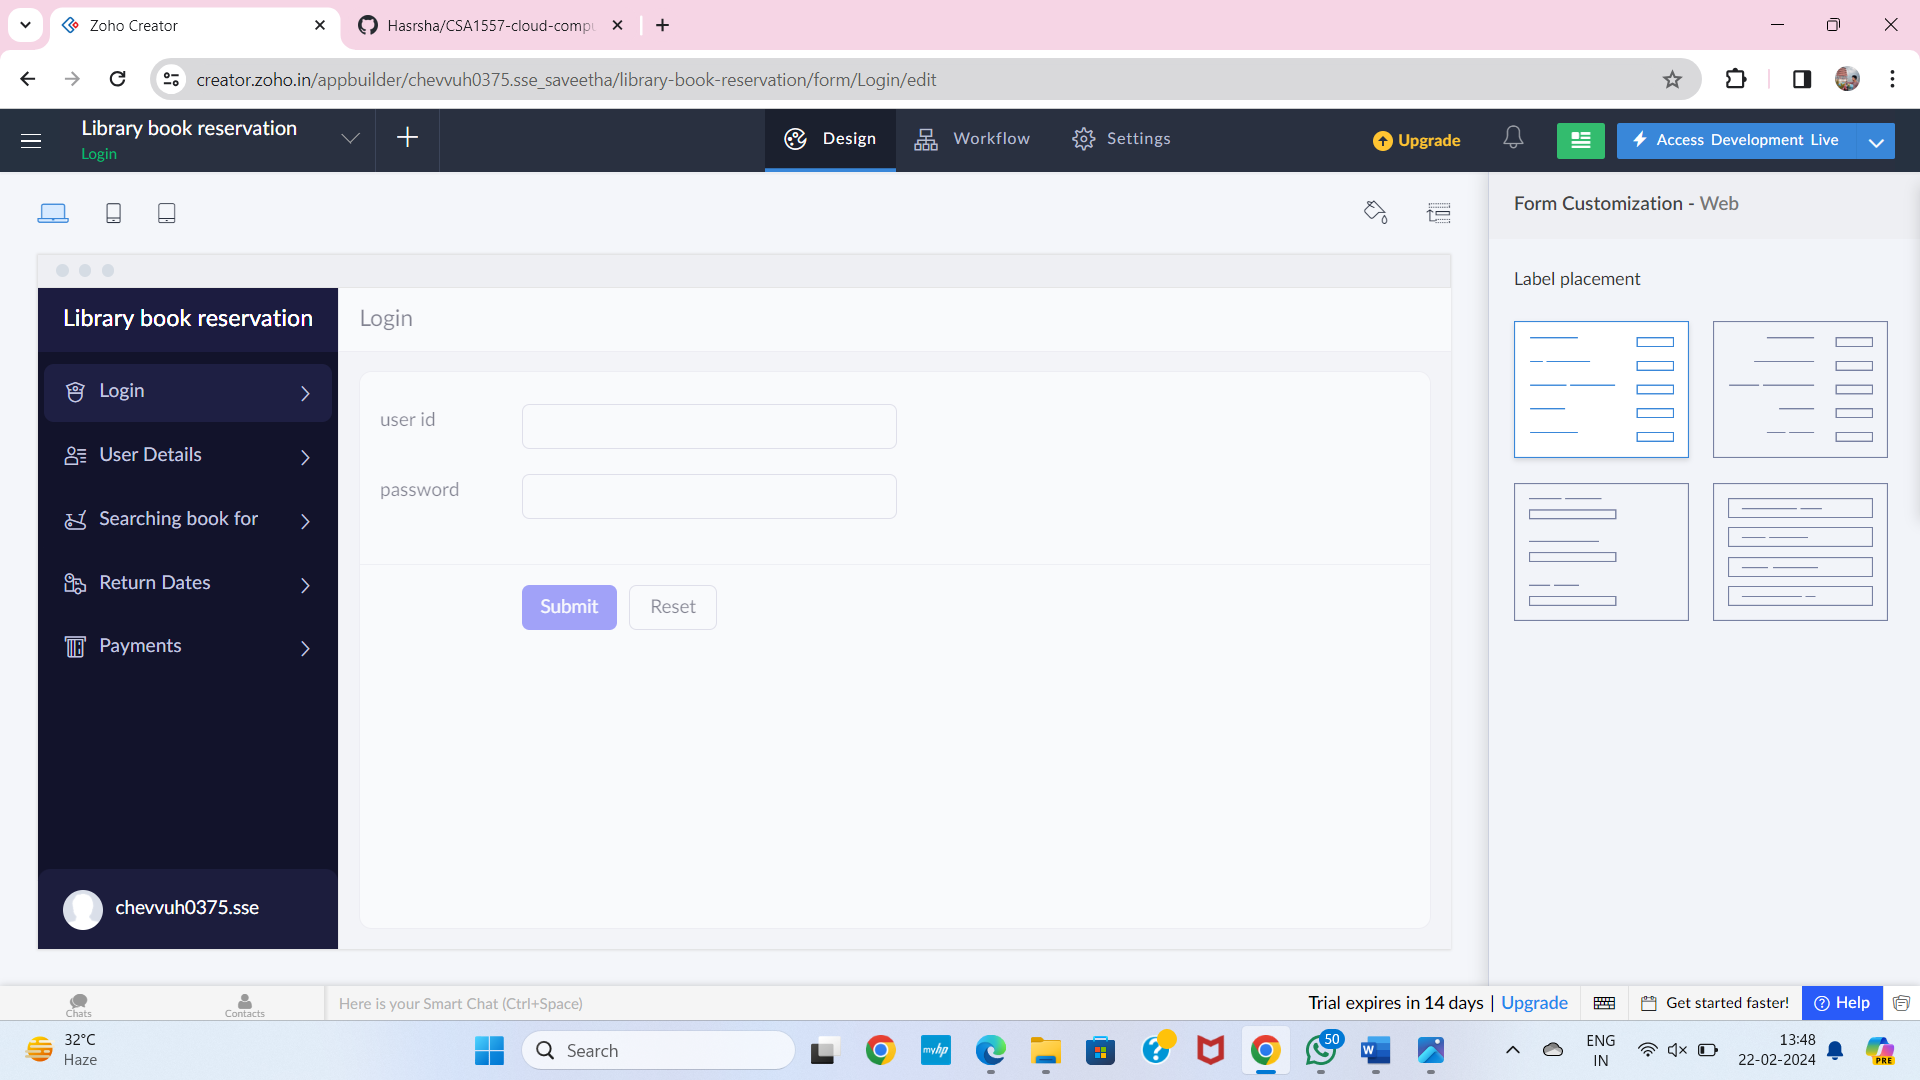 Zoho Creator
Hasrsha/CSA1557-cloud-comp
creator.zoho.in/appbuilder/chevvuh0375.sse_saveetha/library-book-reservation/form/Login/edit
Library book reservation
Login
Design
Workflow
Settings
Upgrade
Access Development Live
Form Customization - Web
Label placement
Library book reservation
Login
Login
User Details
Searching book for
Return Dates
Payments
chevvuh0375.sse
user id
password
Submit
Reset
Chats
Contacts
Here is your Smart Chat (Ctrl+Space)
Trial expires in 14 days | Upgrade
Get started faster!
Help
32°C
Haze
Search
myhp
50
W
ENG
IN
13:48
22-02-2024
PRE